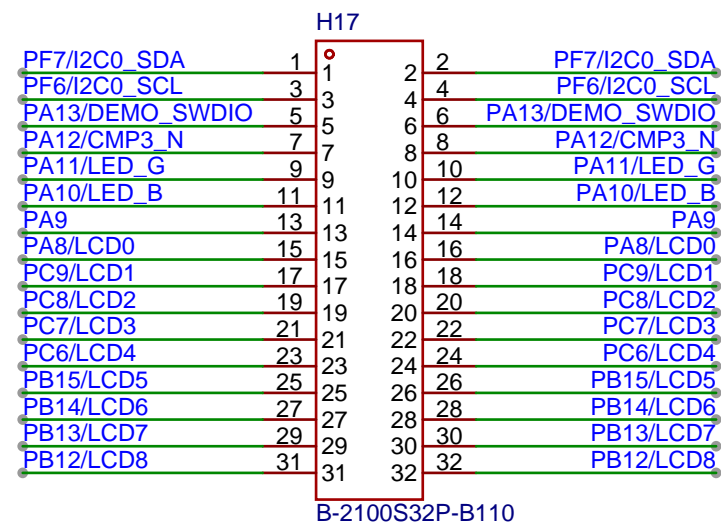 H17
PF7/I2C0_SDA 1 1 2 2 PF7/I2C0_SDA
PF6/I2C0_SCL 3 3 4 4 PF6/I2C0_SCL
PA13/DEMO_SWDIO 5 5 6 6 PA13/DEMO_SWDIO
PA12/CMP3_N 7 7 8 8 PA12/CMP3_N
PA11/LED_G 9 9 10 10 PA11/LED_G
PA10/LED_B 11 11 12 12 PA10/LED_B
PA9 13 13 14 14 PA9
PA8/LCD0 15 15 16 16 PA8/LCD0
PC9/LCD1 17 17 18 18 PC9/LCD1
PC8/LCD2 19 19 20 20 PC8/LCD2
PC7/LCD3 21 21 22 22 PC7/LCD3
PC6/LCD4 23 23 24 24 PC6/LCD4
PB15/LCD5 25 25 26 26 PB15/LCD5
PB14/LCD6 27 27 28 28 PB14/LCD6
PB13/LCD7 29 29 30 30 PB13/LCD7
PB12/LCD8 31 31 32 32 PB12/LCD8
B-2100S32P-B110